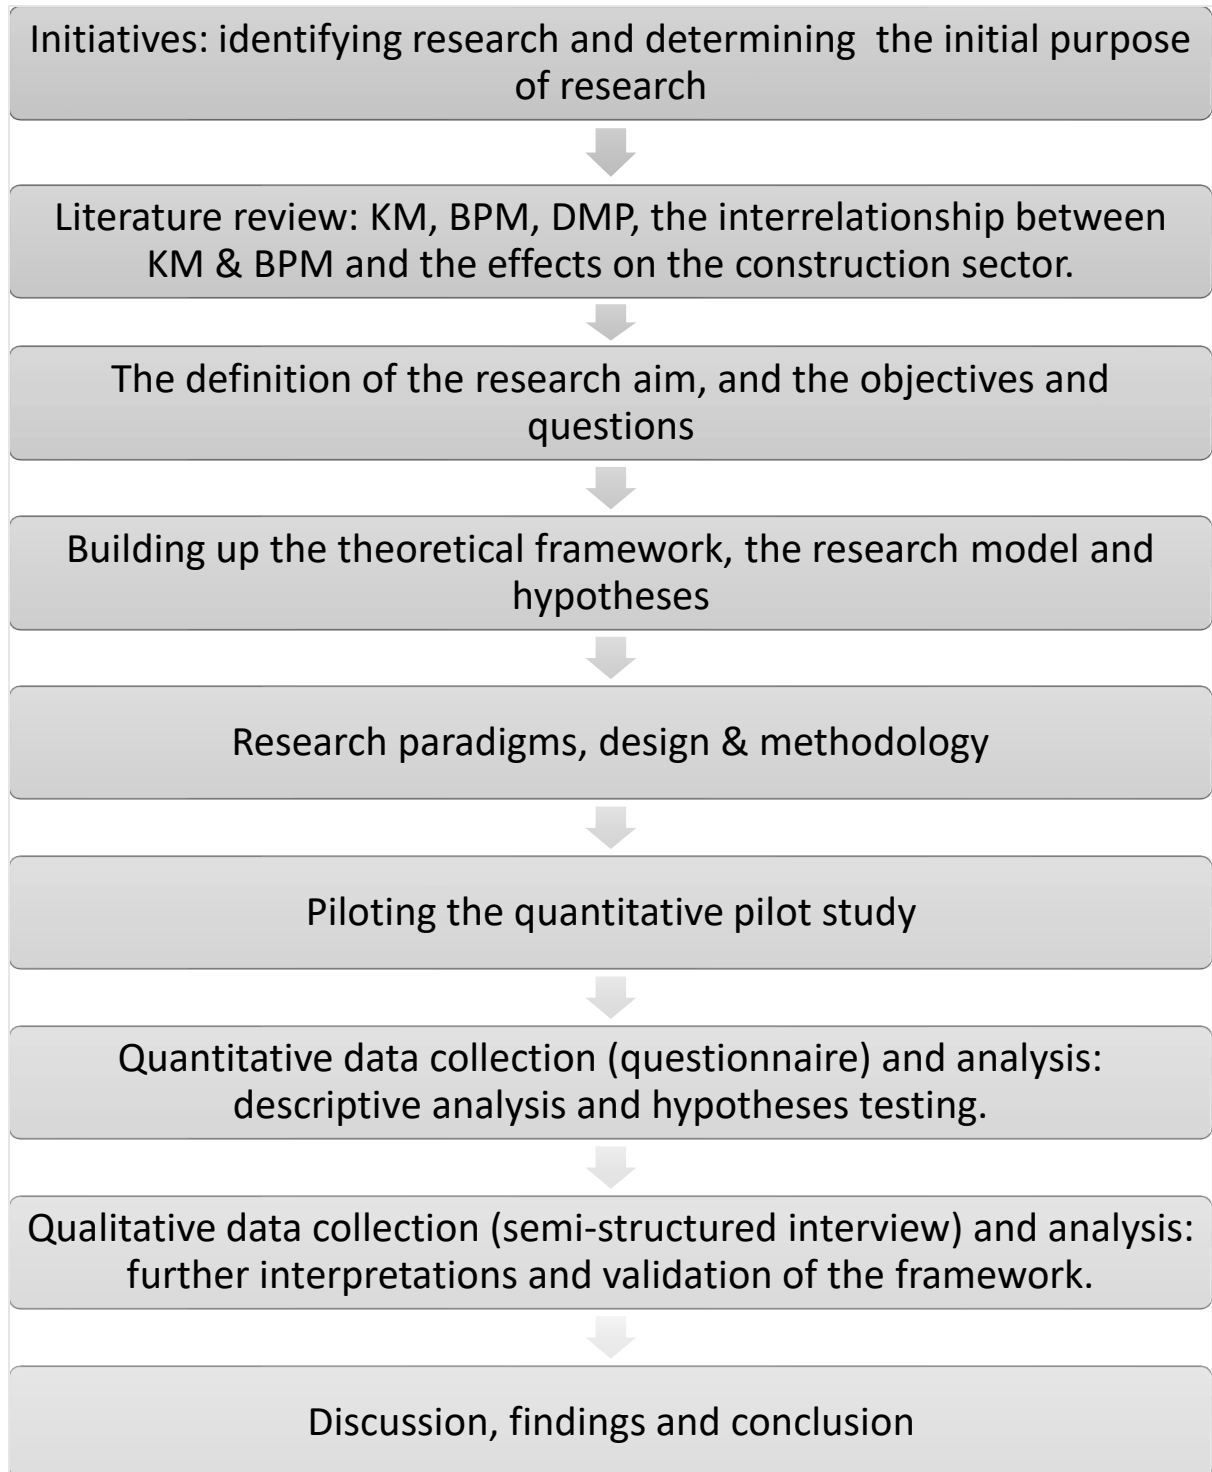 Initiatives: identifying research and determining  the initial purpose
of research
Literature review: KM, BPM, DMP, the interrelationship between
KM & BPM and the effects on the construction sector.
The definition of the research aim, and the objectives and
questions
Building up the theoretical framework, the research model and
hypotheses
Research paradigms, design & methodology
Piloting the quantitative pilot study
Quantitative data collection (questionnaire) and analysis:
descriptive analysis and hypotheses testing.
Qualitative data collection (semi-structured interview) and analysis:
further interpretations and validation of the framework.
Discussion, findings and conclusion